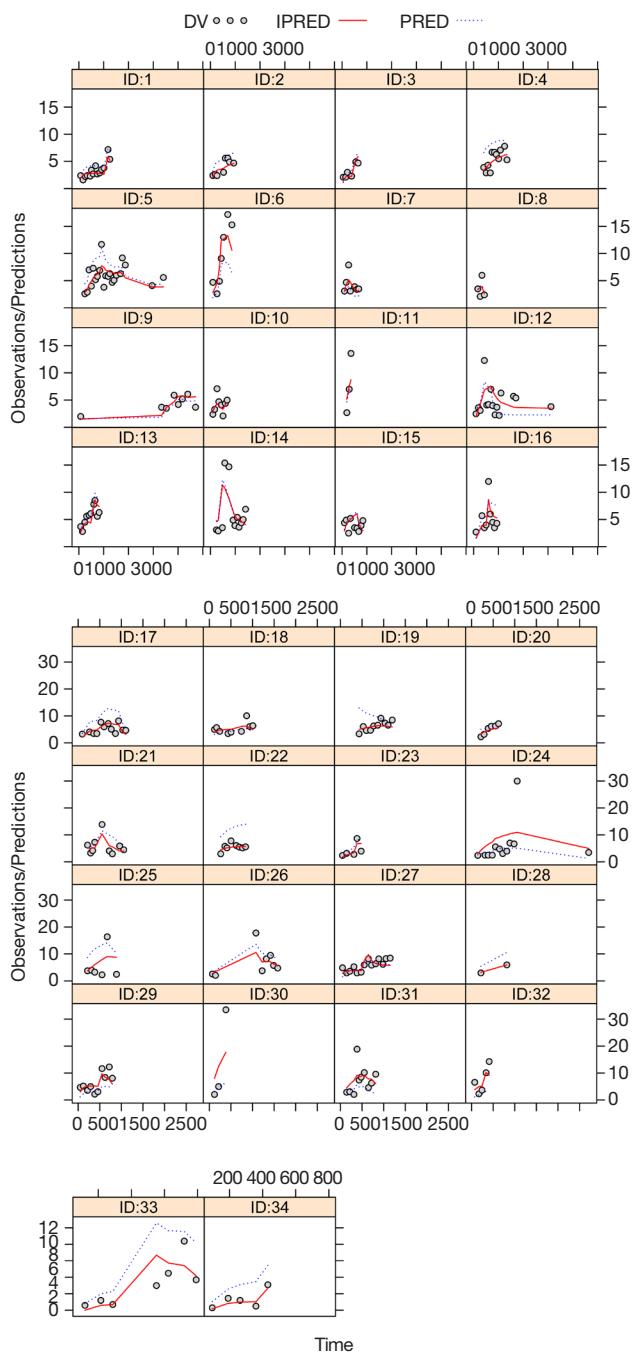 DV IPRED PRED
01000 3000 01000 3000
ID:1 ID:2 ID:3 ID:4
15
10
5
ID:5 ID:6 ID:7 ID:8
15
10
5
ID:9 ID:10 ID:11 ID:12
15
10
5
ID:13 ID:14 ID:15 ID:16
15
10
5
01000 3000 01000 3000
Observations/Predictions
0 5001500 2500 0 5001500 2500
ID:17 ID:18 ID:19 ID:20
30
20
10
0
ID:21 ID:22 ID:23 ID:24
30
20
10
0
ID:25 ID:26 ID:27 ID:28
30
20
10
0
ID:29 ID:30 ID:31 ID:32
30
20
10
0
0 5001500 2500 0 5001500 2500
Observations/Predictions
200 400 600 800
ID:33 ID:34
12
10
8
6
4
2
0
Time